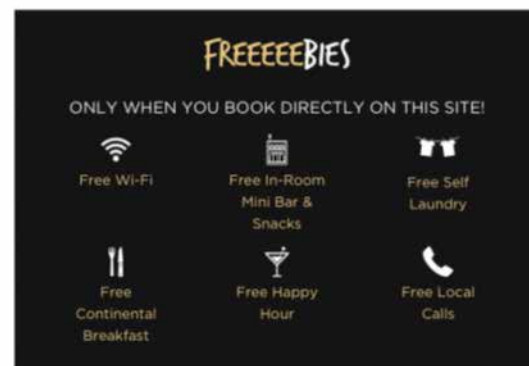 FREEEEEBIES
ONLY WHEN YOU BOOK DIRECTLY ON THIS SITE!
Free Wi-Fi
Free In-Room
Mini Bar &
Snacks
Free Self
Laundry
Free
Continental
Breakfast
Free Happy
Hour
Free Local
Calls